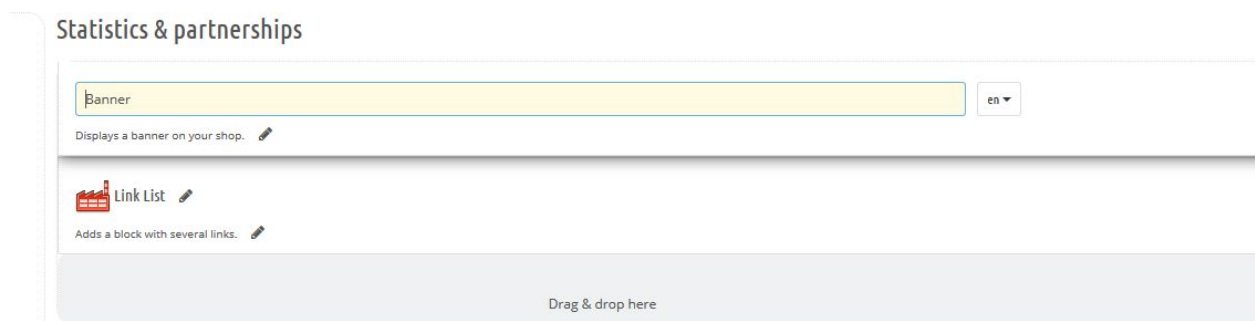 Statistics & partnerships
Banner
en
Displays a banner on your shop.
Link List
Adds a block with several links.
Drag & drop here